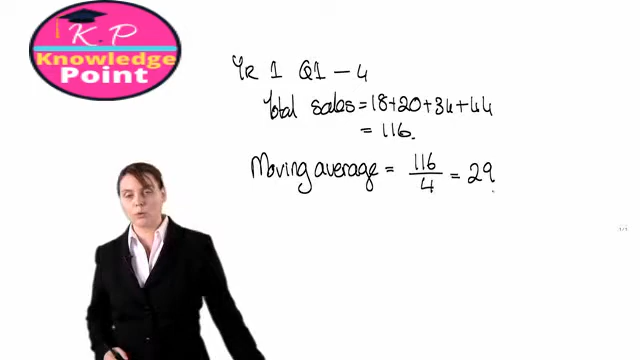 K.P
Knowledge
Point
Yr 1 Q1 – 4
Total sales = 18+20+34+44
= 116.
Moving average = 116/4 = 29